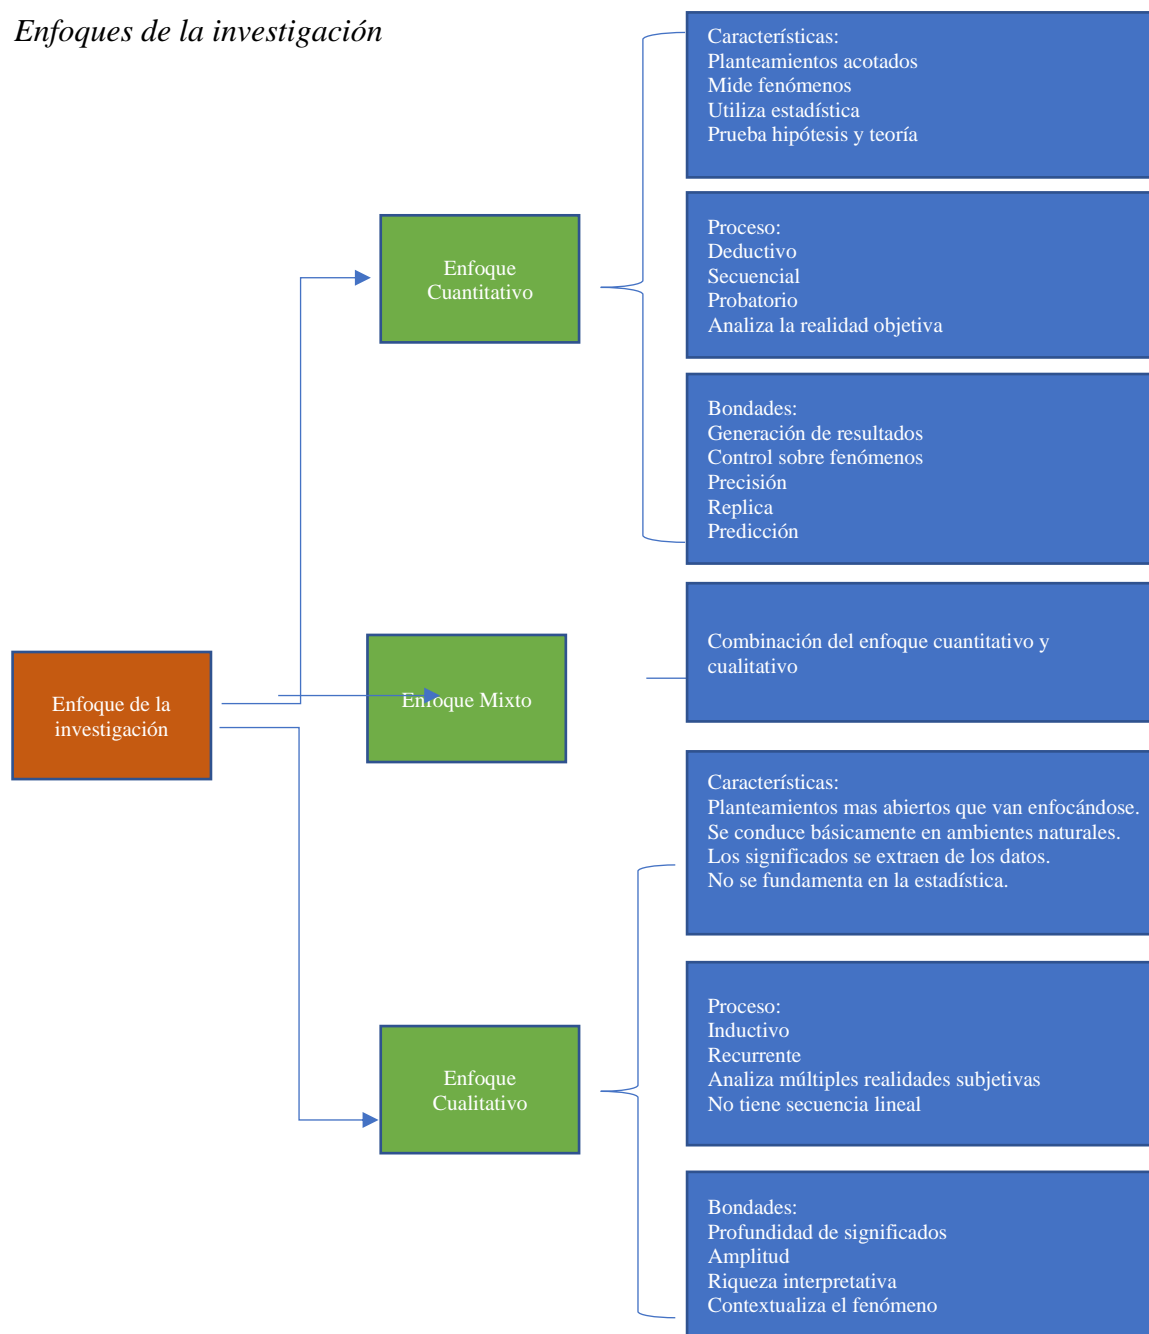 Enfoques de la investigación
Enfoque de la
investigación
Enfoque
Cuantitativo
Características:
Planteamientos acotados
Mide fenómenos
Utiliza estadística
Prueba hipótesis y teoría
Proceso:
Deductivo
Secuencial
Probatorio
Analiza la realidad objetiva
Bondades:
Generación de resultados
Control sobre fenómenos
Precisión
Replica
Predicción
Enfoque Mixto
Combinación del enfoque cuantitativo y
cualitativo
Enfoque
Cualitativo
Características:
Planteamientos mas abiertos que van enfocándose.
Se conduce básicamente en ambientes naturales.
Los significados se extraen de los datos.
No se fundamenta en la estadística.
Proceso:
Inductivo
Recurrente
Analiza múltiples realidades subjetivas
No tiene secuencia lineal
Bondades:
Profundidad de significados
Amplitud
Riqueza interpretativa
Contextualiza el fenómeno